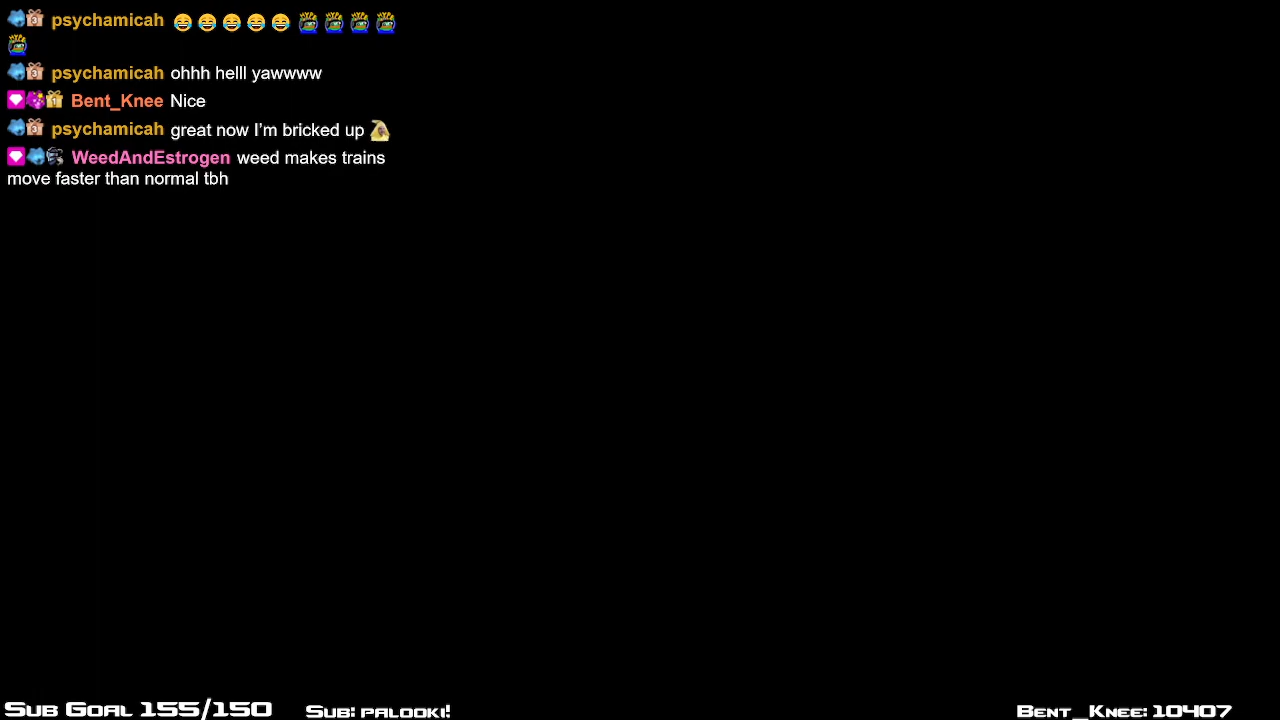 psychamicah 😂😂😂😂😂
psychamicah ohhh helll yawwww
Bent_Knee Nice
psychamicah great now I’m bricked up
WeedAndEstrogen weed makes trains
move faster than normal tbh
Sub Goal 155/150 Sub: palooki! Bent_Knee: 10407